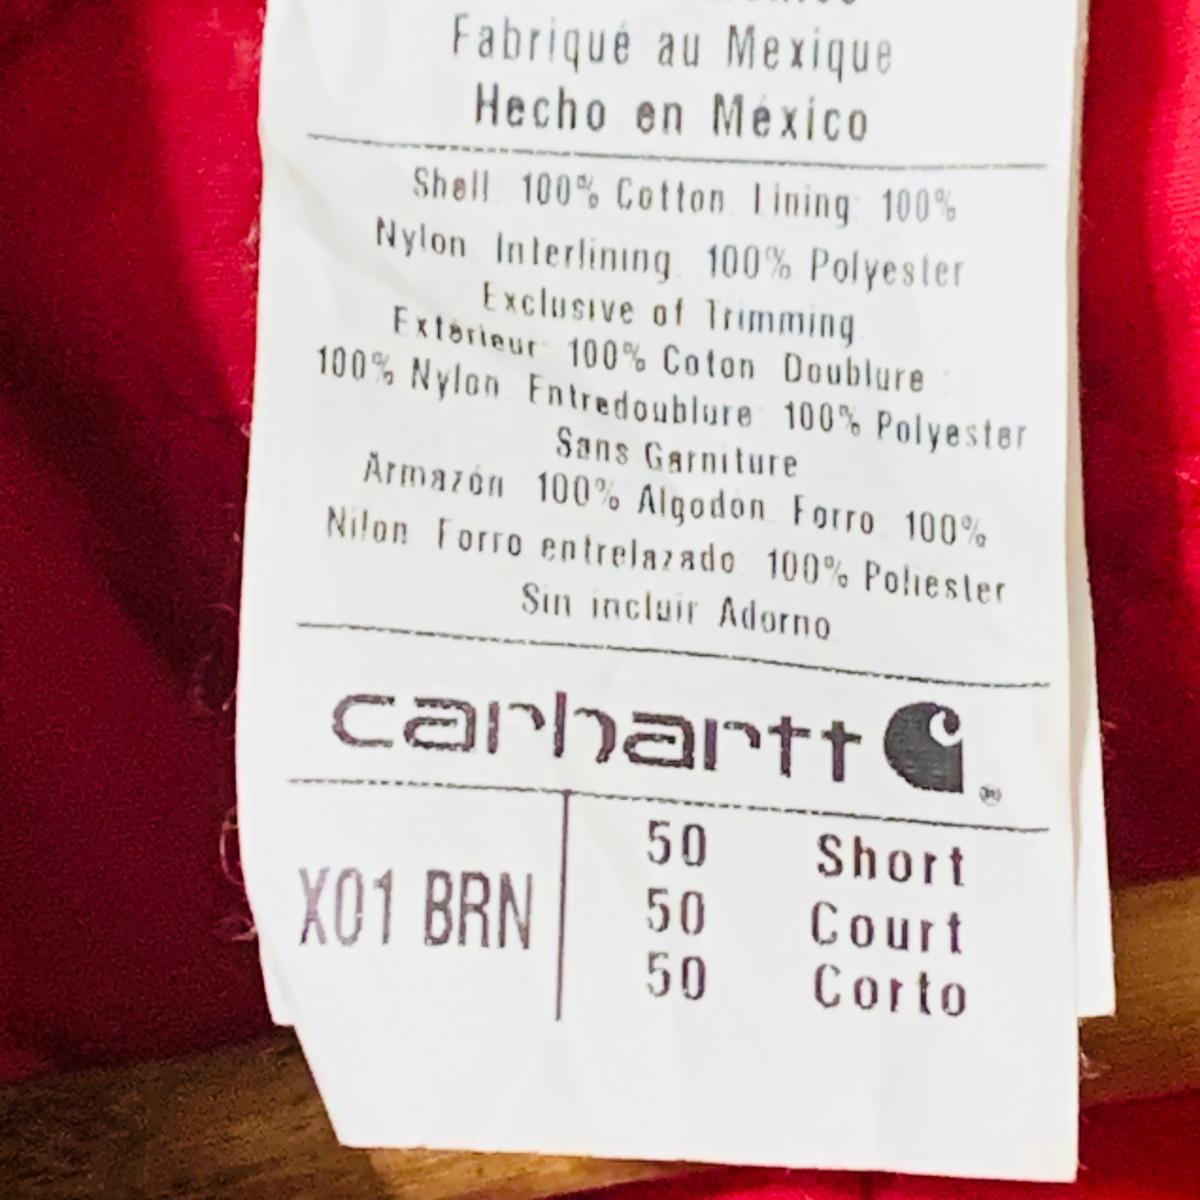 Fabriqué au Mexique
Hecho en México
Shell 100% Cotton Lining: 100%
Nylon Interlining 100% Polyester
Exclusive of Trimming
Extérieur 100% Coton Doublure :
100% Nylon Entredoublure 100% Polyester
Sans Garniture
Armazón 100% Algodón Forro 100%
Nilon Forro entrelazado 100% Poliester
Sin incluir Adorno
carhartt
®
X01 BRN
50 Short
50 Court
50 Corto